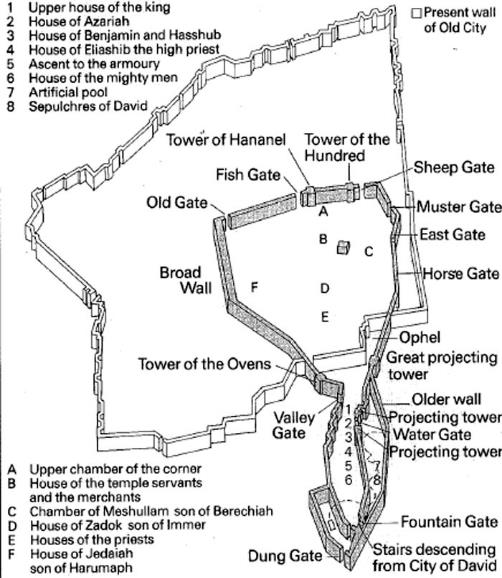 1 Upper house of the king
2 House of Azariah
3 House of Benjamin and Hasshub
4 House of Eliashib the high priest
5 Ascent to the armoury
6 House of the mighty men
7 Artificial pool
8 Sepulchres of David
Present wall
of Old City
Tower of Hananel
Tower of the
Hundred
Fish Gate
Sheep Gate
Old Gate
A
Muster Gate
B
East Gate
C
Broad
Wall
Horse Gate
F
D
E
Ophel
Tower of the Ovens
Great projecting
tower
Older wall
Valley
Gate
1
Projecting tower
2
Water Gate
3
Projecting tower
4
5
7
6
8
A Upper chamber of the corner
B House of the temple servants
and the merchants
C Chamber of Meshullam son of Berechiah
D House of Zadok son of Immer
E Houses of the priests
F House of Jedaiah
son of Harumaph
Fountain Gate
Dung Gate
Stairs descending
from City of David